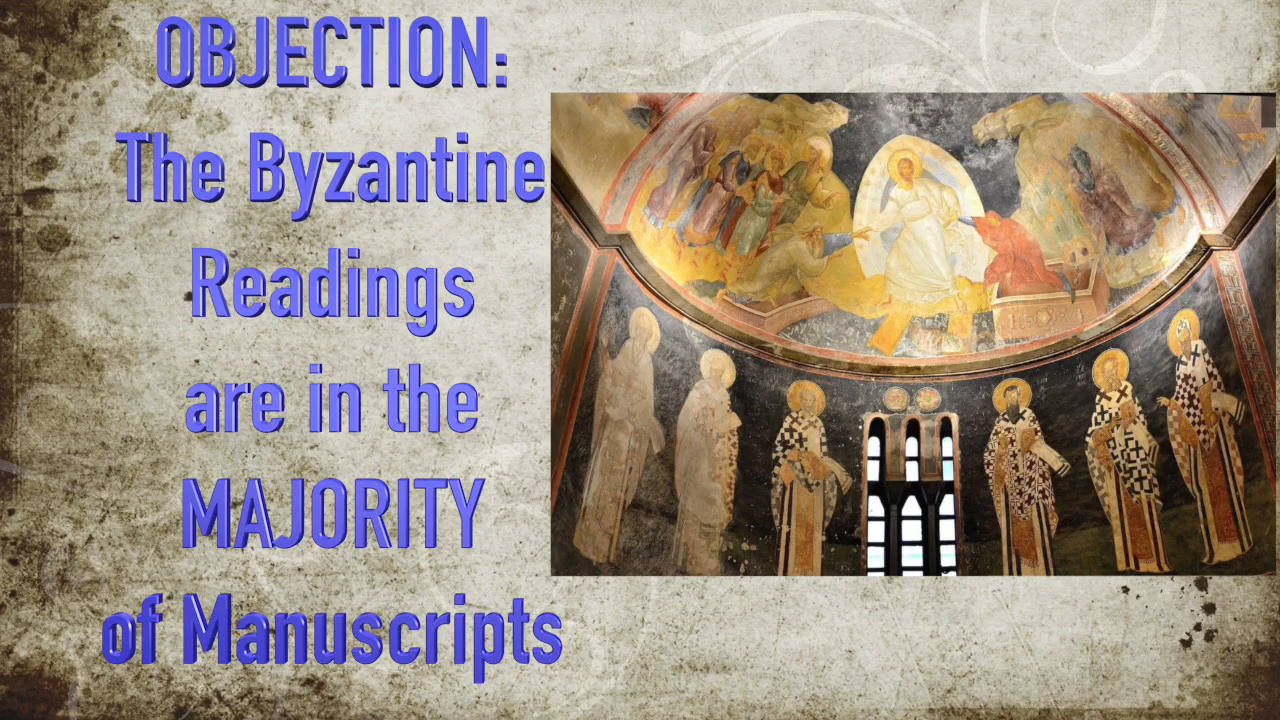 OBJECTION:
The Byzantine
Readings
are in the
MAJORITY
of Manuscripts